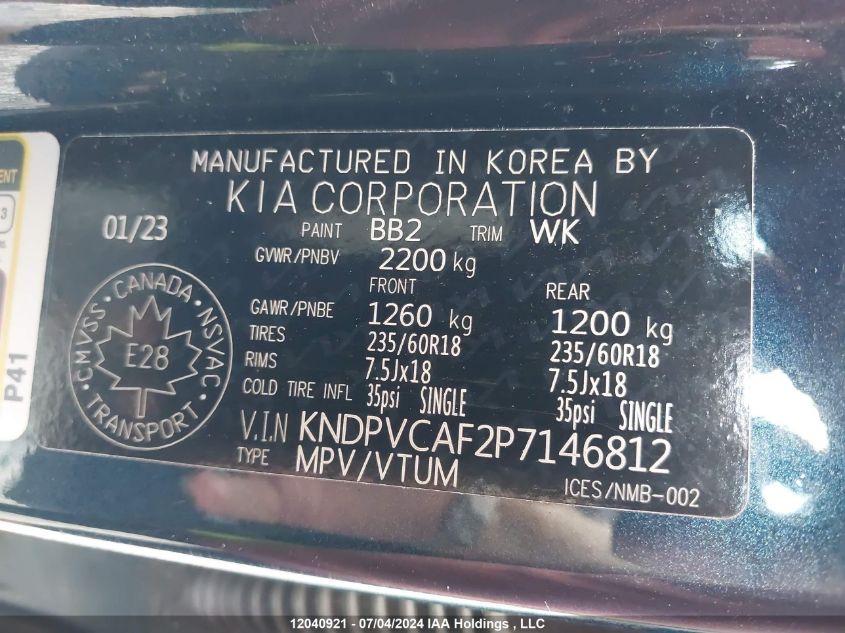 MANUFACTURED IN KOREA BY
KIA CORPORATION
01/23 PAINT BB2 TRIM WK
GVWR/PNBV 2200 kg
FRONT REAR
GAWR/PNBE 1260 kg 1200 kg
TIRES 235/60R18 235/60R18
RIMS 7.5Jx18 7.5Jx18
COLD TIRE INFL 35psi SINGLE 35psi SINGLE
V.I.N KNDPVCAF2P7146812
TYPE MPV/VTUM
ICES/NMB-002
CMVSS · CANADA · NSVAC · TRANSPORT ·
E28
ENT
3
P41
12040921 - 07/04/2024 IAA Holdings, LLC